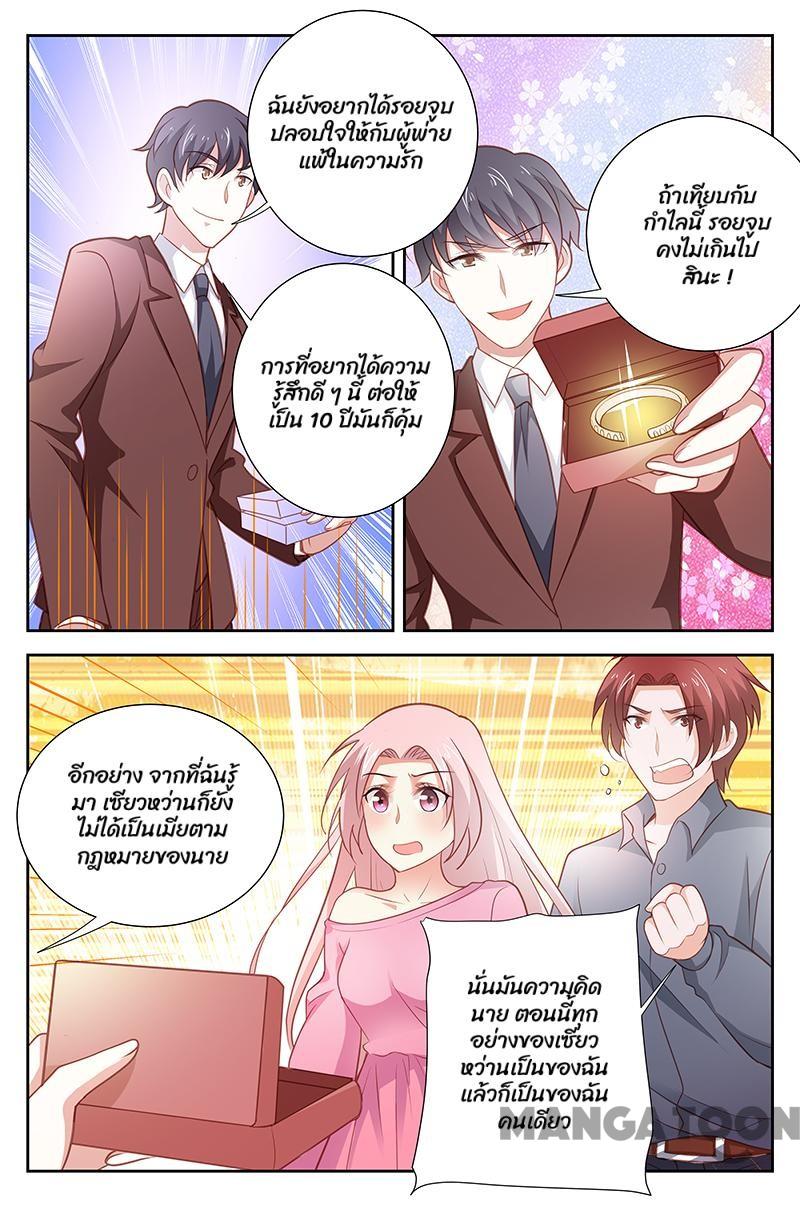 ฉันยังอยากได้รอยจูบ
ปลอบใจให้กับผู้พ่าย
แพ้ในความรัก
การที่อยากได้ความ
รู้สึกดี ๆ นี้ ต่อให้
เป็น 10 ปีมันก็คุ้ม
ถ้าเทียบกับ
กำไลนี้ รอยจูบ
คงไม่เกินไป
สินะ !
อีกอย่าง จากที่ฉันรู้
มา เซียวหว่านก็ยัง
ไม่ได้เป็นเมียตาม
กฎหมายของนาย
นั่นมันความคิด
นาย ตอนนี้ทุก
อย่างของเซียว
หว่านเป็นของฉัน
แล้วก็เป็นของฉัน
คนเดียว
MANGATOON